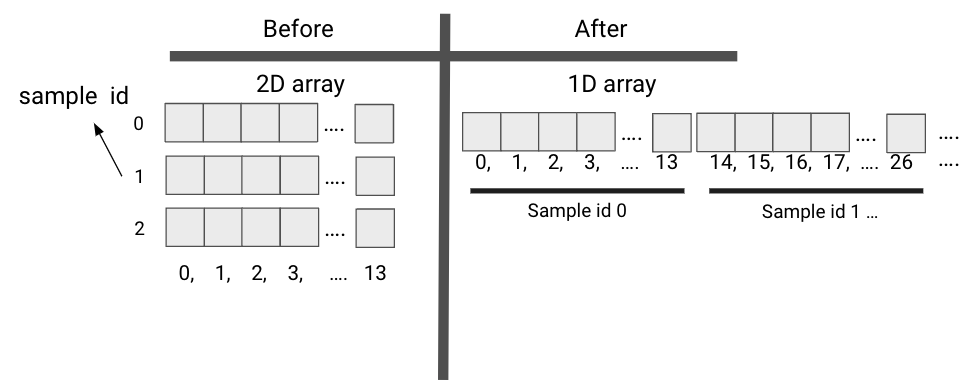 Before
After
2D array
1D array
sample id
0
1
2
0, 1, 2, 3, .... 13
.... .... ....
0, 1, 2, 3, .... 13 14, 15, 16, 17, .... 26 ....
Sample id 0
Sample id 1 ...
....
....
....